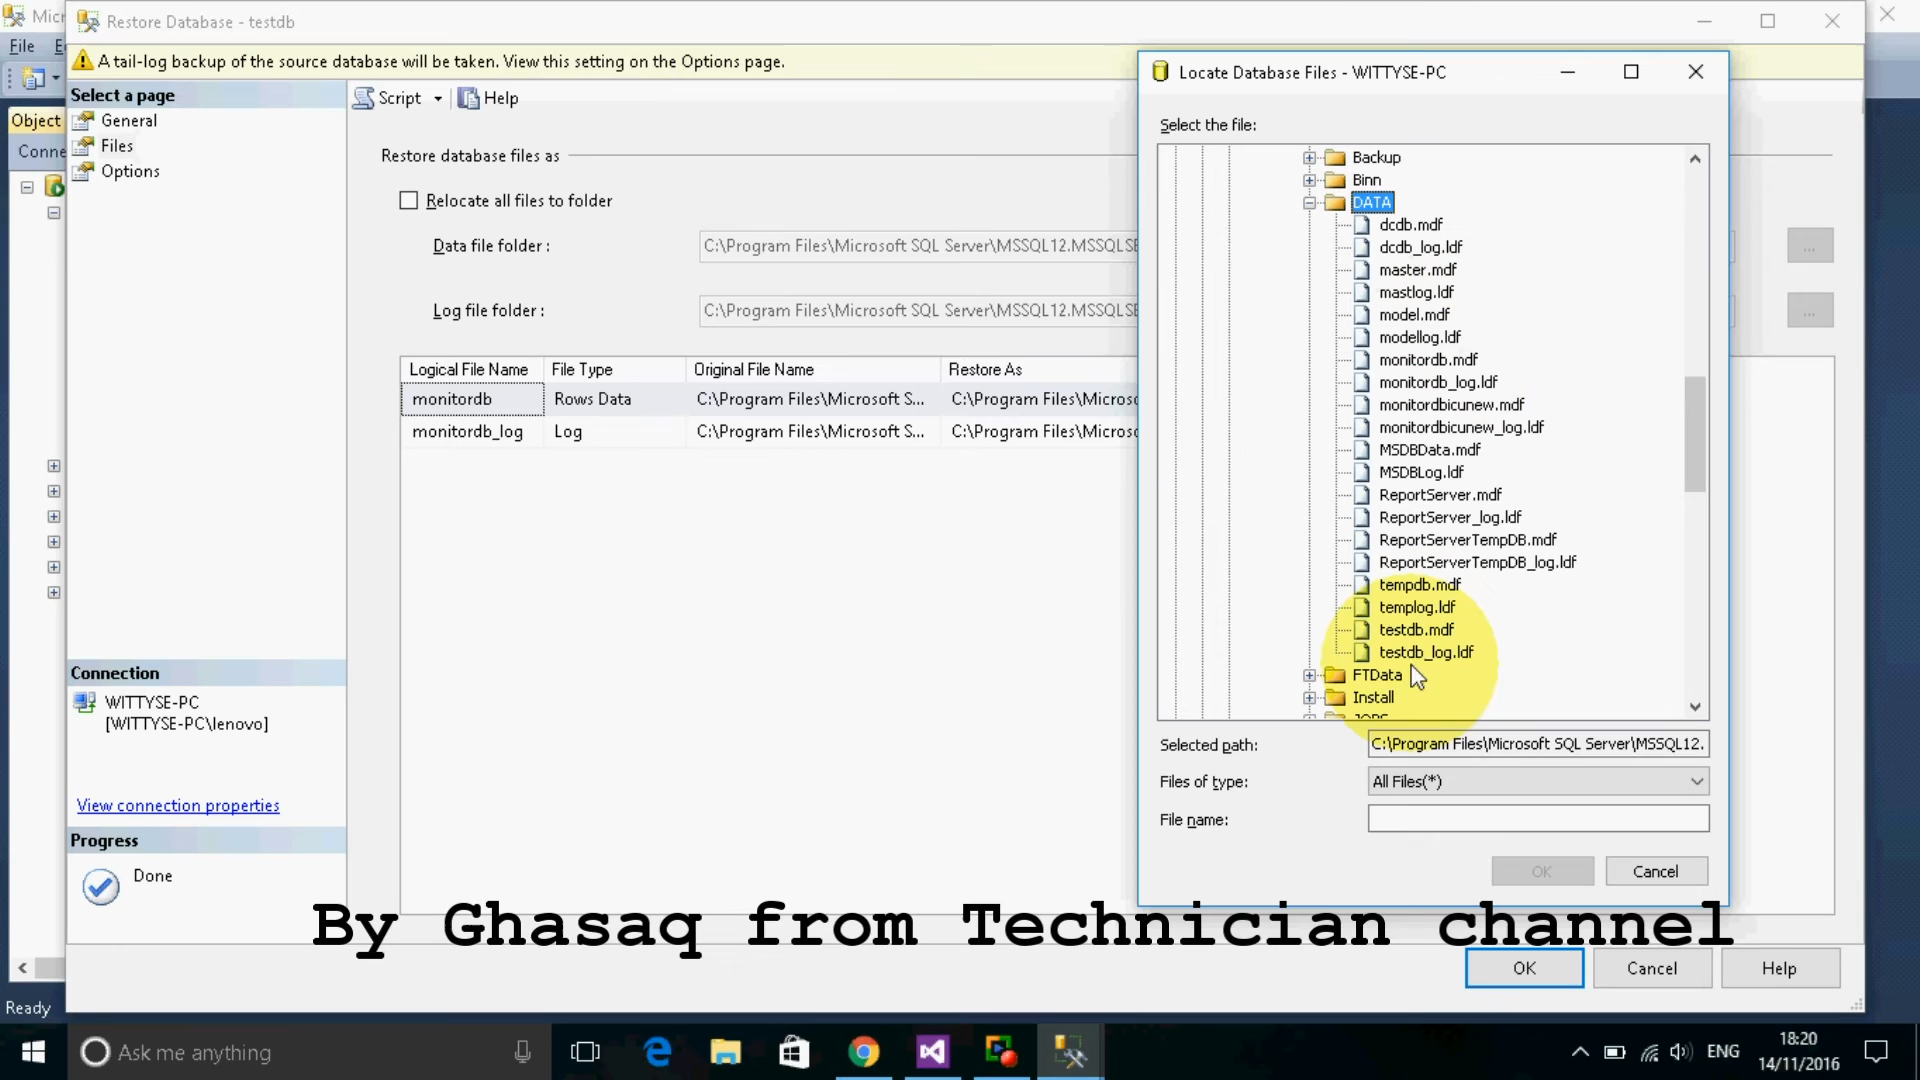 Micr
Restore Database - testdb
File
A tail-log backup of the source database will be taken. View this setting on the Options page.
Object
Conne
Select a page
General
Files
Options
Script
Help
Restore database files as
Relocate all files to folder
Data file folder :
C:\Program Files\Microsoft SQL Server\MSSQL12.MSSQLSE
...
Log file folder :
C:\Program Files\Microsoft SQL Server\MSSQL12.MSSQLSE
...
Logical File Name File Type Original File Name Restore As
monitordb Rows Data C:\Program Files\Microsoft S... C:\Program Files\Microsc
monitordb_log Log C:\Program Files\Microsoft S... C:\Program Files\Microsc
Connection
WITTYSE-PC
[WITTYSE-PC\lenovo]
View connection properties
Progress
Done
Locate Database Files - WITTYSE-PC
Select the file:
Backup
Binn
DATA
dcdb.mdf
dcdb_log.ldf
master.mdf
mastlog.ldf
model.mdf
modellog.ldf
monitordb.mdf
monitordb_log.ldf
monitordbicunew.mdf
monitordbicunew_log.ldf
MSDBData.mdf
MSDBLog.ldf
ReportServer.mdf
ReportServer_log.ldf
ReportServerTempDB.mdf
ReportServerTempDB_log.ldf
tempdb.mdf
templog.ldf
testdb.mdf
testdb_log.ldf
FTData
Install
JOBS
Selected path: C:\Program Files\Microsoft SQL Server\MSSQL12.
Files of type: All Files(*)
File name:
OK Cancel
By Ghasaq from Technician channel
OK Cancel Help
Ready
Ask me anything
ENG
18:20
14/11/2016